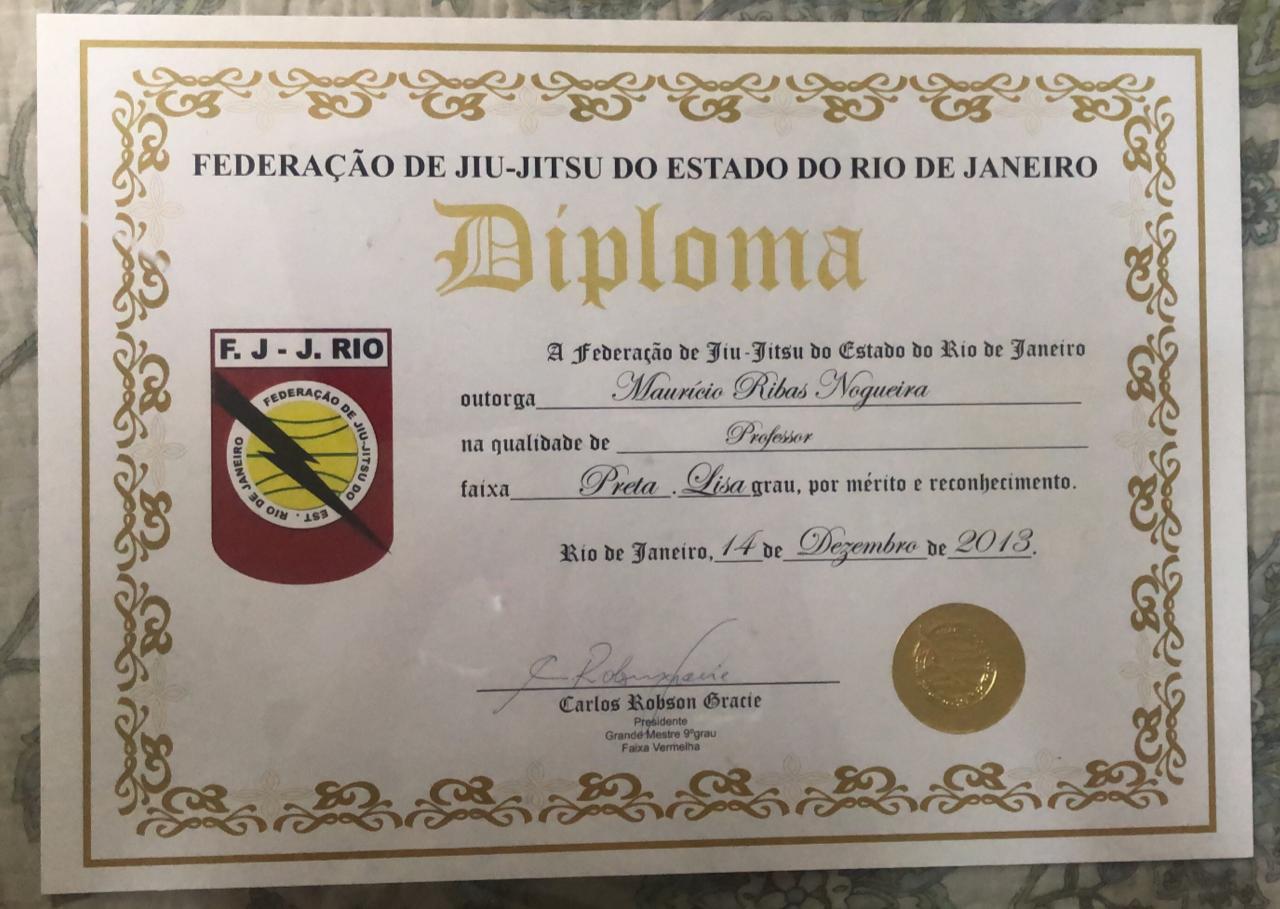 FEDERAÇÃO DE JIU-JITSU DO ESTADO DO RIO DE JANEIRO
Diploma
F. J - J. RIO
FEDERAÇÃO DE JIU-JITSU DO EST. RIO DE JANEIRO
A Federação de Jiu-Jitsu do Estado do Rio de Janeiro
outorga Maurício Ribas Nogueira
na qualidade de Professor
faixa Preta . Lisa grau, por mérito e reconhecimento.
Rio de Janeiro, 14 de Dezembro de 2013.
Carlos Robson Gracie
Presidente
Grande Mestre 9ºgrau
Faixa Vermelha